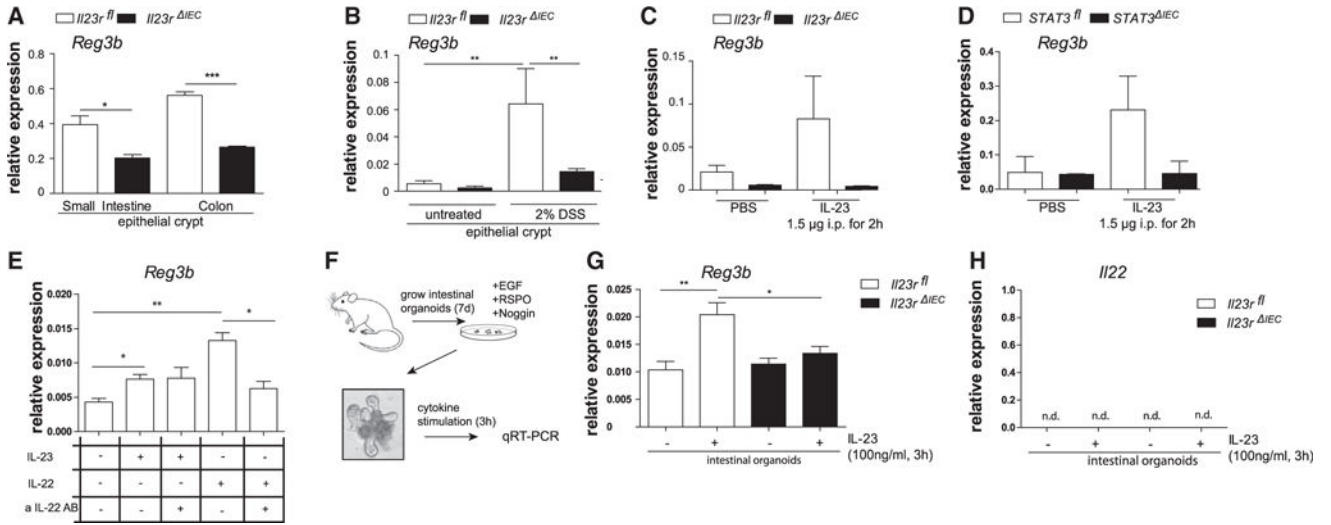 A
Il23r fl Il23r ΔIEC
Reg3b
relative expression
0.8
0.6
0.4
0.2
0.0
*
***
Small Intestine Colon
epithelial crypt
B
Il23r fl Il23r ΔIEC
Reg3b
relative expression
0.1
0.08
0.06
0.04
0.02
0
**
**
untreated 2% DSS
epithelial crypt
C
Il23r fl Il23r ΔIEC
Reg3b
relative expression
0.15
0.1
0.05
0
PBS IL-23
1.5 µg i.p. for 2h
D
STAT3 fl STAT3 ΔIEC
Reg3b
relative expression
0.4
0.3
0.2
0.1
0.0
PBS IL-23
1.5 µg i.p. for 2h
E
Reg3b
relative expression
0.020
0.015
0.010
0.005
0.000
**
*
*
IL-23 - + + - -
IL-22 - - - + +
a IL-22 AB - - + - +
F
grow intestinal
organoids (7d)
+EGF
+RSPO
+Noggin
cytokine
stimulation (3h)
qRT-PCR
G
Reg3b
Il23r fl
Il23r ΔIEC
relative expression
0.025
0.020
0.015
0.010
0.005
0.000
**
*
- + - + IL-23
(100ng/ml, 3h)
intestinal organoids
H
Il22
Il23r fl
Il23r ΔIEC
relative expression
1.0
0.8
0.6
0.4
0.2
0.0
n.d. n.d. n.d. n.d.
- + - + IL-23
(100ng/ml, 3h)
intestinal organoids